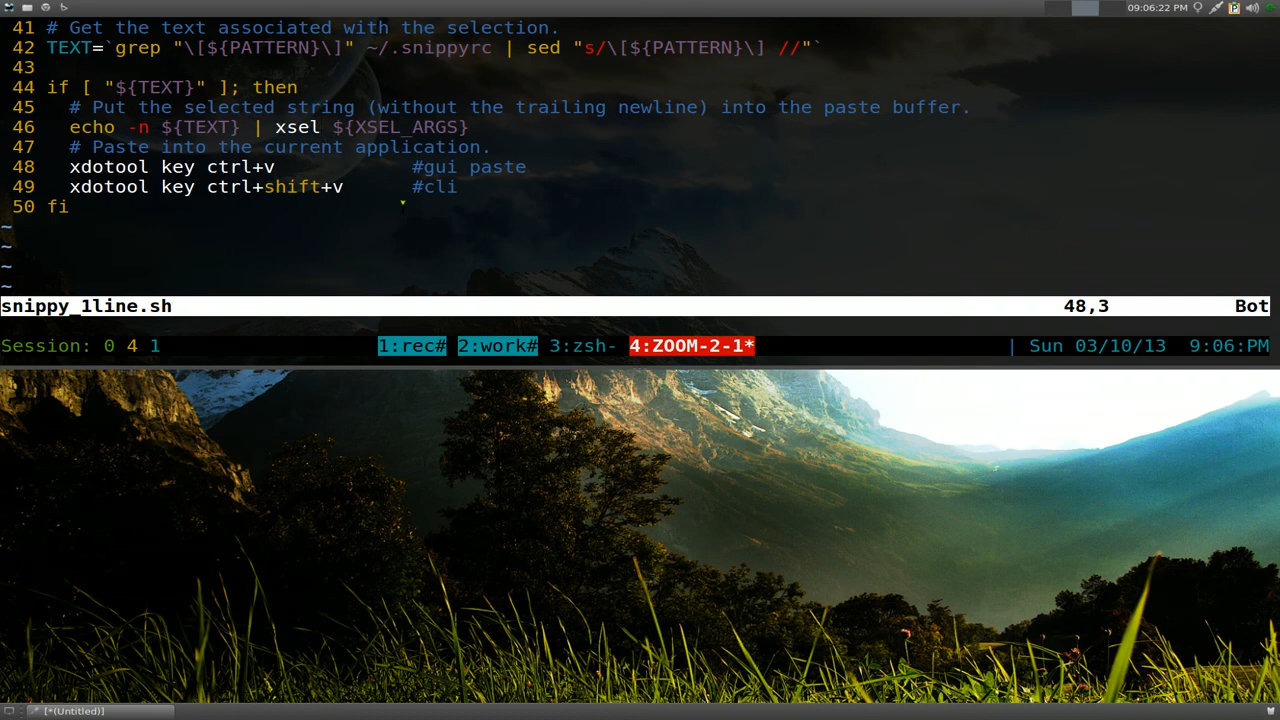 09:06:22 PM
41 # Get the text associated with the selection.
42 TEXT=`grep "\[${PATTERN}\]" ~/.snippyrc | sed "s/\[${PATTERN}\] //"`
43
44 if [ "${TEXT}" ]; then
45   # Put the selected string (without the trailing newline) into the paste buffer.
46   echo -n ${TEXT} | xsel ${XSEL_ARGS}
47   # Paste into the current application.
48   xdotool key ctrl+v            #gui paste
49   xdotool key ctrl+shift+v      #cli
50 fi
~
~
~
~
snippy_1line.sh 48,3 Bot
Session: 0 4 1 1:rec# 2:work# 3:zsh- 4:ZOOM-2-1* | Sun 03/10/13  9:06:PM
[*(Untitled)]